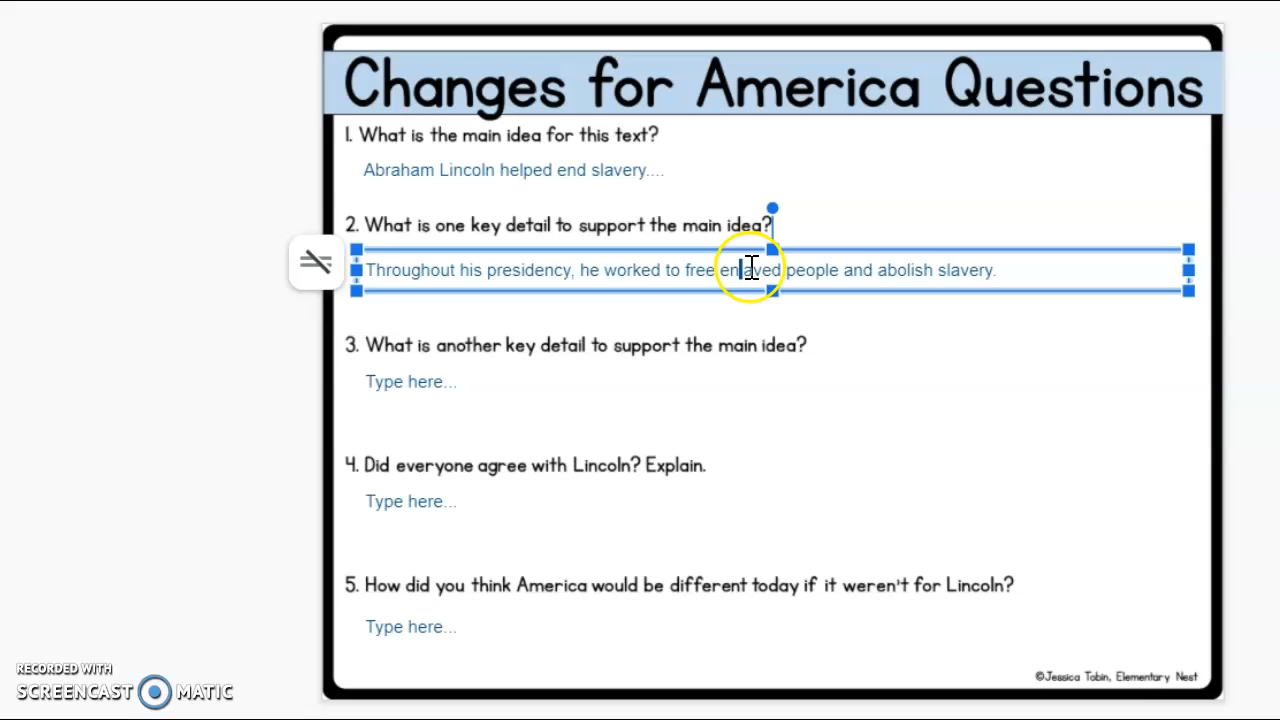 Changes for America Questions
1. What is the main idea for this text?
Abraham Lincoln helped end slavery....
2. What is one key detail to support the main idea?
Throughout his presidency, he worked to free enlaved people and abolish slavery.
3. What is another key detail to support the main idea?
Type here...
4. Did everyone agree with Lincoln? Explain.
Type here...
5. How did you think America would be different today if it weren't for Lincoln?
Type here...
©Jessica Tobin, Elementary Nest
RECORDED WITH
SCREENCAST MATIC